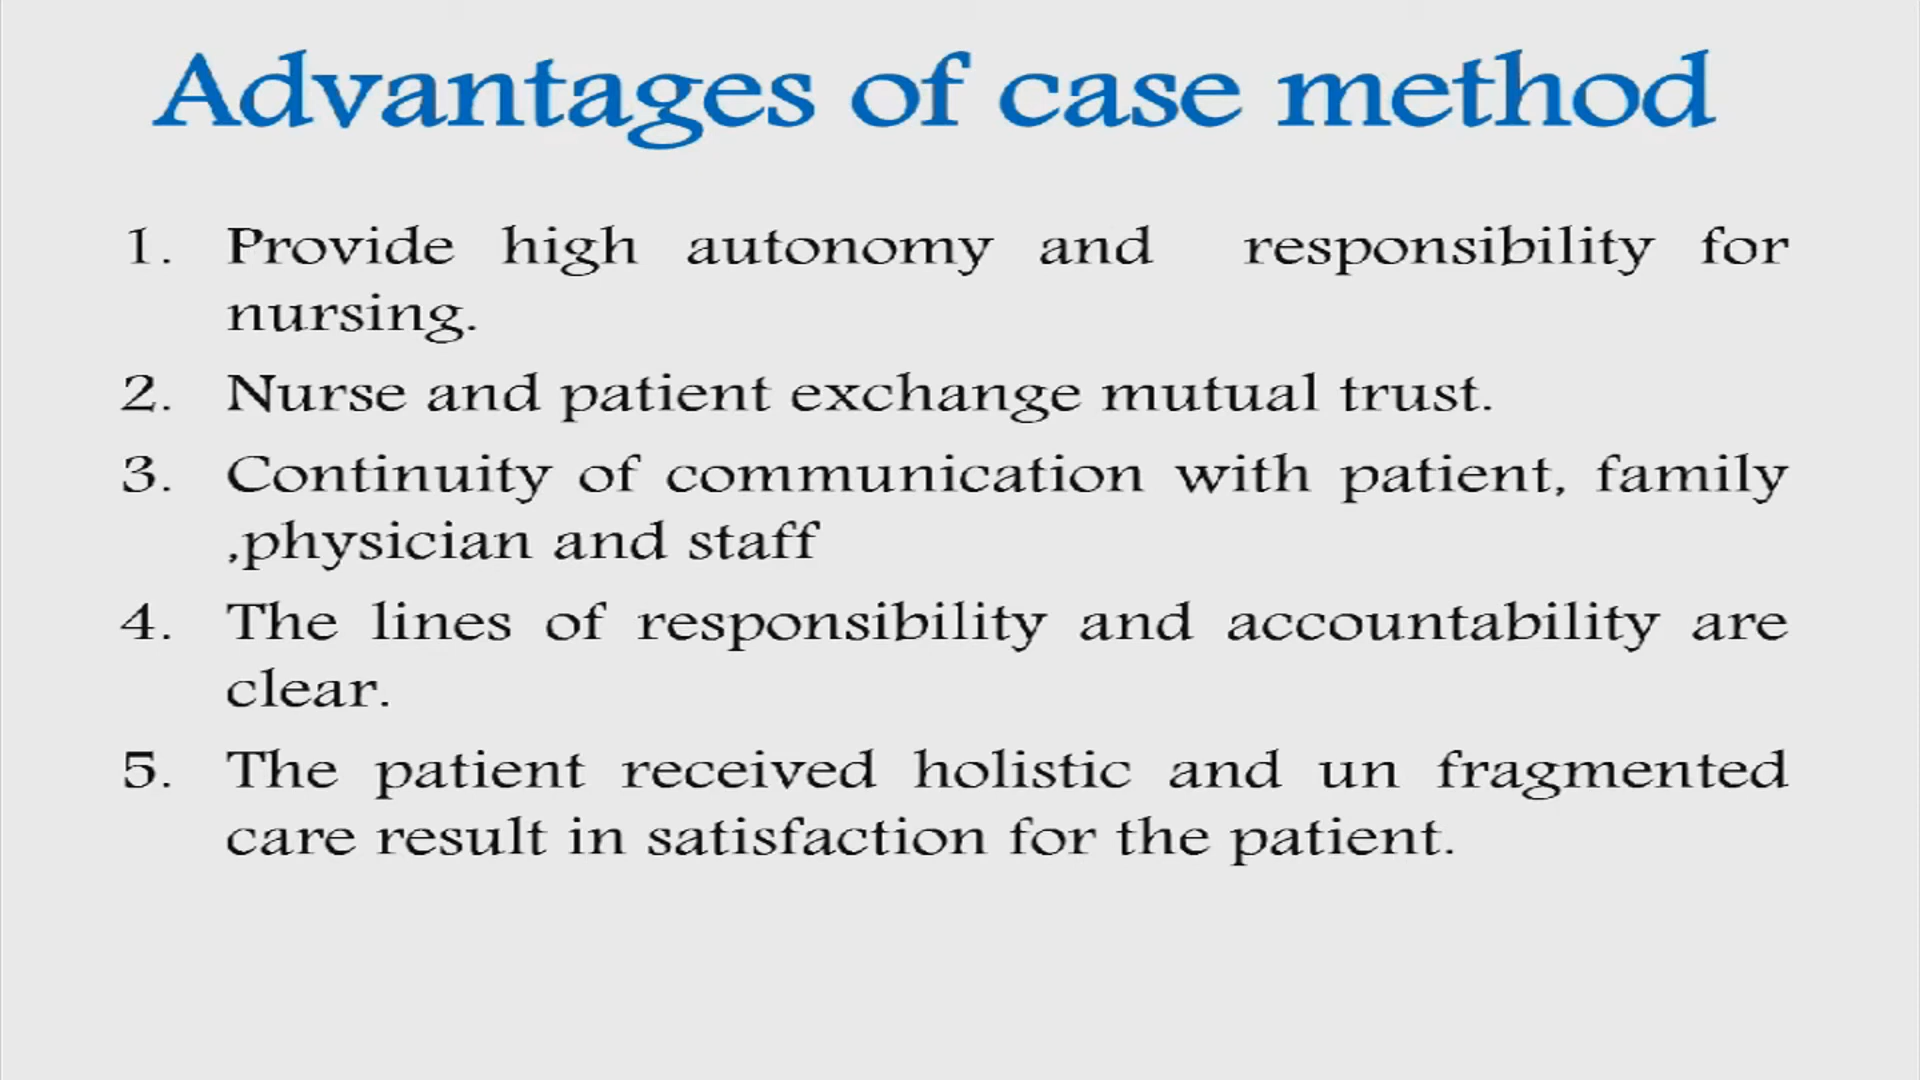 Advantages of case method
1. Provide high autonomy and responsibility for
nursing.
2. Nurse and patient exchange mutual trust.
3. Continuity of communication with patient, family
,physician and staff
4. The lines of responsibility and accountability are
clear.
5. The patient received holistic and un fragmented
care result in satisfaction for the patient.